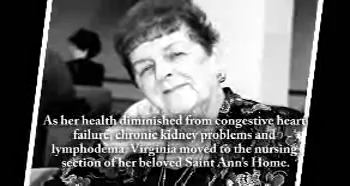 As her health diminished from congestive heart
failure, chronic kidney problems and
lymphodema, Virginia moved to the nursing
section of her beloved Saint Ann's Home.